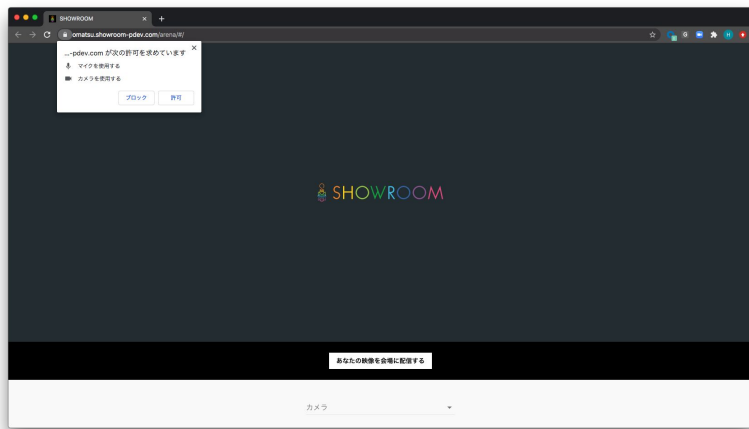 SHOWROOM
omatsu.showroom-pdev.com/arena/#/
...-pdev.com が次の許可を求めています
マイクを使用する
カメラを使用する
ブロック
許可
SHOWROOM
あなたの映像を会場に配信する
カメラ